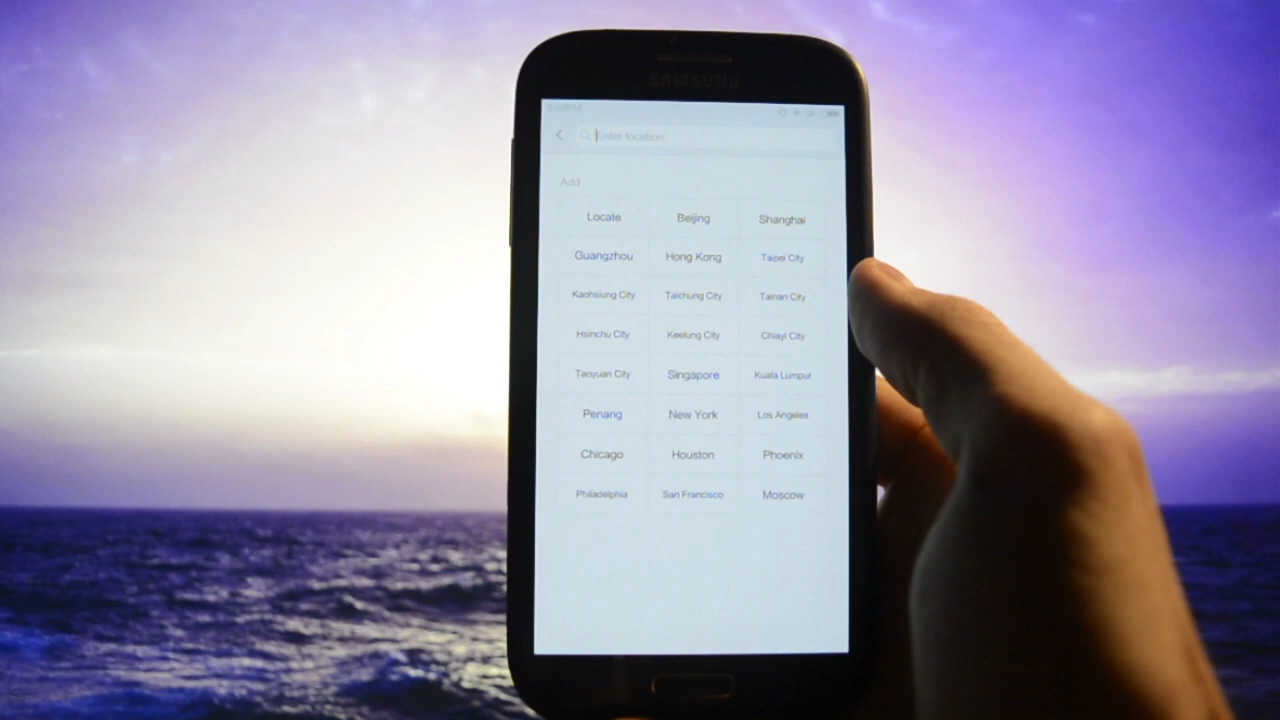 SAMSUNG
Enter location
Add
Locate Beijing Shanghai
Guangzhou Hong Kong Taipei City
Kaohsiung City Taichung City Tainan City
Hsinchu City Keelung City Chiayi City
Taoyuan City Singapore Kuala Lumpur
Penang New York Los Angeles
Chicago Houston Phoenix
Philadelphia San Francisco Moscow